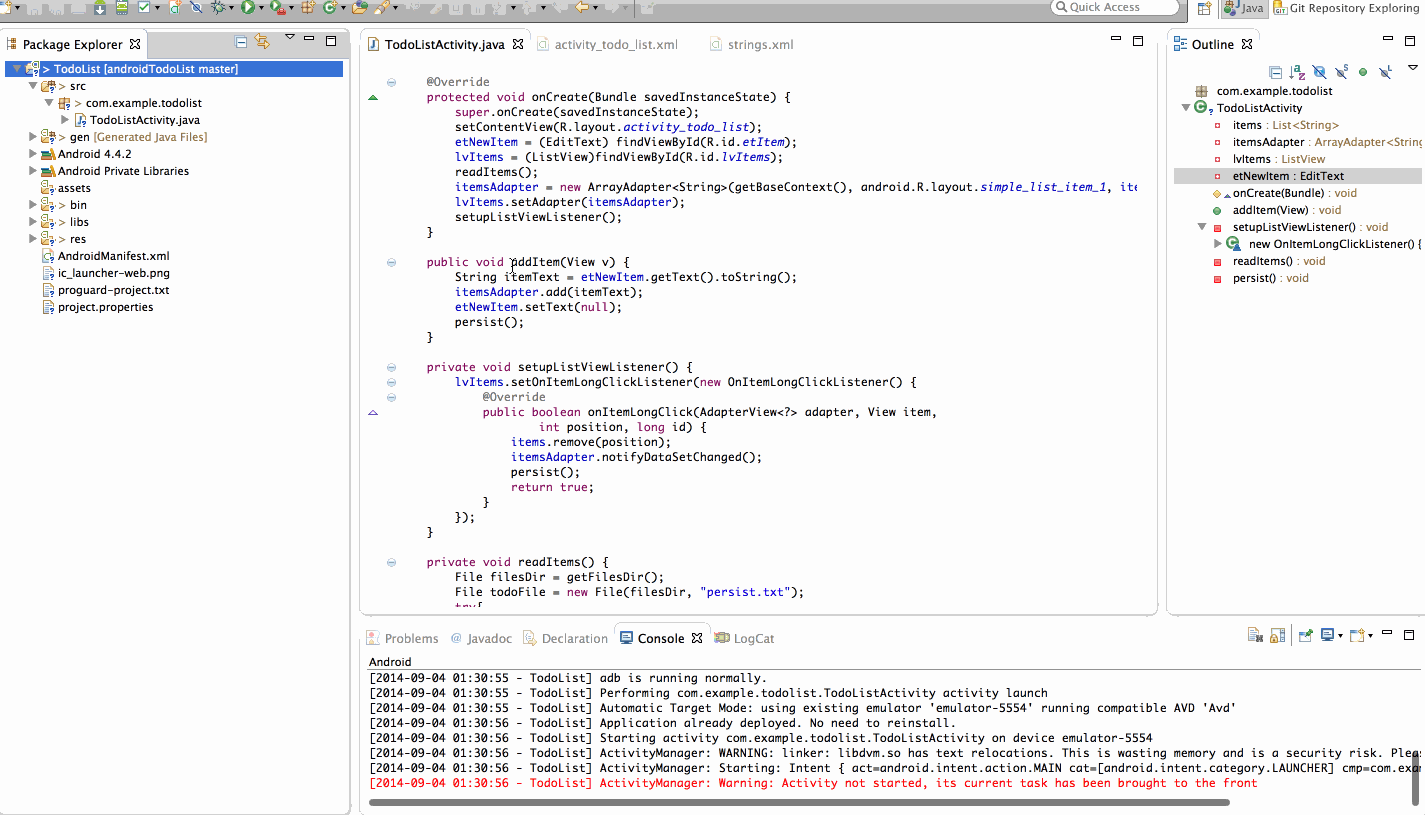 Quick Access
Java
Git Repository Exploring
Package Explorer
> TodoList [androidTodoList master]
> src
> com.example.todolist
TodoListActivity.java
> gen [Generated Java Files]
Android 4.4.2
Android Private Libraries
assets
> bin
> libs
> res
AndroidManifest.xml
ic_launcher-web.png
proguard-project.txt
project.properties
TodoListActivity.java
activity_todo_list.xml
strings.xml
@Override
protected void onCreate(Bundle savedInstanceState) {
super.onCreate(savedInstanceState);
setContentView(R.layout.activity_todo_list);
etNewItem = (EditText) findViewById(R.id.etItem);
lvItems = (ListView)findViewById(R.id.lvItems);
readItems();
itemsAdapter = new ArrayAdapter<String>(getBaseContext(), android.R.layout.simple_list_item_1, ite
lvItems.setAdapter(itemsAdapter);
setupListViewListener();
}
public void addItem(View v) {
String itemText = etNewItem.getText().toString();
itemsAdapter.add(itemText);
etNewItem.setText(null);
persist();
}
private void setupListViewListener() {
lvItems.setOnItemLongClickListener(new OnItemLongClickListener() {
@Override
public boolean onItemLongClick(AdapterView<?> adapter, View item,
int position, long id) {
items.remove(position);
itemsAdapter.notifyDataSetChanged();
persist();
return true;
}
});
}
private void readItems() {
File filesDir = getFilesDir();
File todoFile = new File(filesDir, "persist.txt");
try{
Outline
com.example.todolist
TodoListActivity
items : List<String>
itemsAdapter : ArrayAdapter<String
lvItems : ListView
etNewItem : EditText
onCreate(Bundle) : void
addItem(View) : void
setupListViewListener() : void
new OnItemLongClickListener() {
readItems() : void
persist() : void
Problems
@ Javadoc
Declaration
Console
LogCat
Android
[2014-09-04 01:30:55 - TodoList] adb is running normally.
[2014-09-04 01:30:55 - TodoList] Performing com.example.todolist.TodoListActivity activity launch
[2014-09-04 01:30:55 - TodoList] Automatic Target Mode: using existing emulator 'emulator-5554' running compatible AVD 'Avd'
[2014-09-04 01:30:56 - TodoList] Application already deployed. No need to reinstall.
[2014-09-04 01:30:56 - TodoList] Starting activity com.example.todolist.TodoListActivity on device emulator-5554
[2014-09-04 01:30:56 - TodoList] ActivityManager: WARNING: linker: libdvm.so has text relocations. This is wasting memory and is a security risk. Plea
[2014-09-04 01:30:56 - TodoList] ActivityManager: Starting: Intent { act=android.intent.action.MAIN cat=[android.intent.category.LAUNCHER] cmp=com.exa
[2014-09-04 01:30:56 - TodoList] ActivityManager: Warning: Activity not started, its current task has been brought to the front